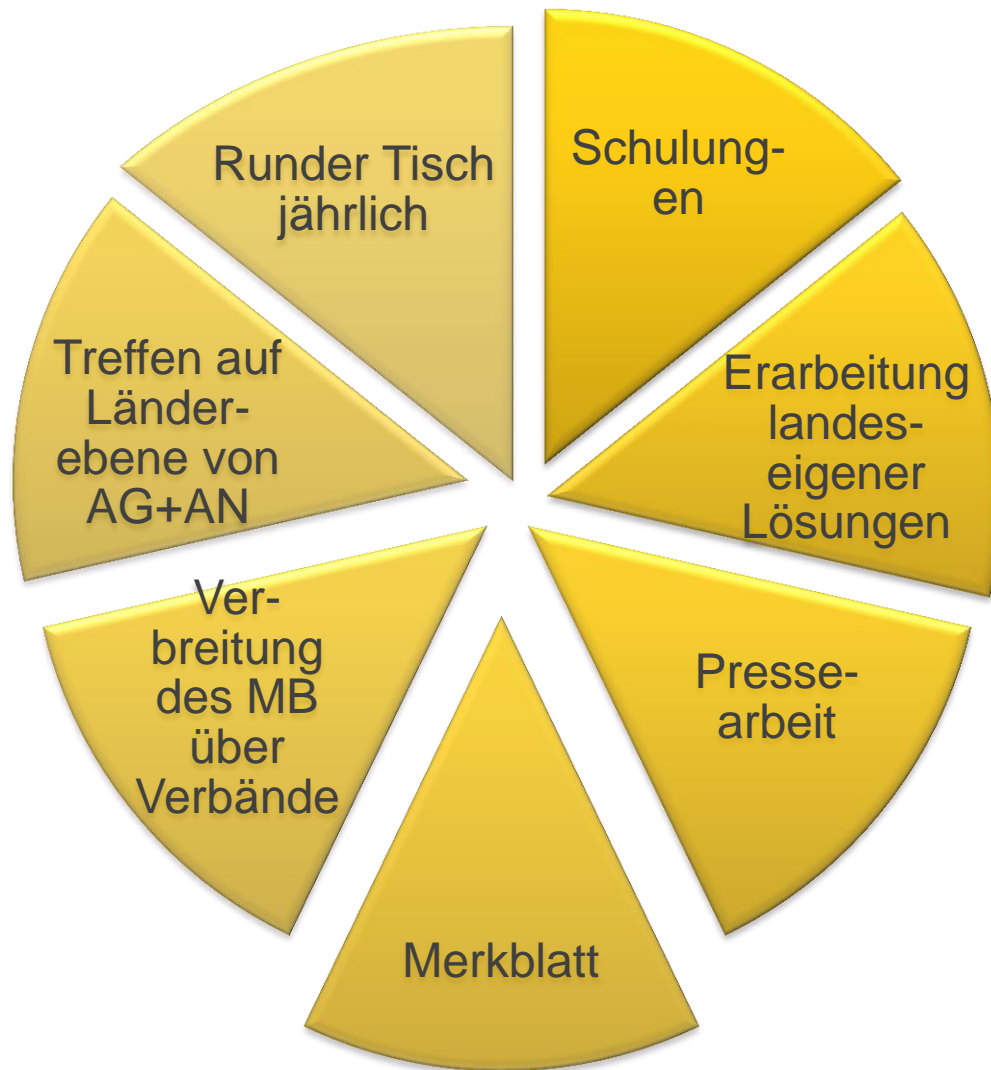 Schulung-
en
Erarbeitung
landes-
eigener
Lösungen
Presse-
arbeit
Merkblatt
Ver-
breitung
des MB
über
Verbände
Treffen auf
Länder-
ebene von
AG+AN
Runder Tisch
jährlich